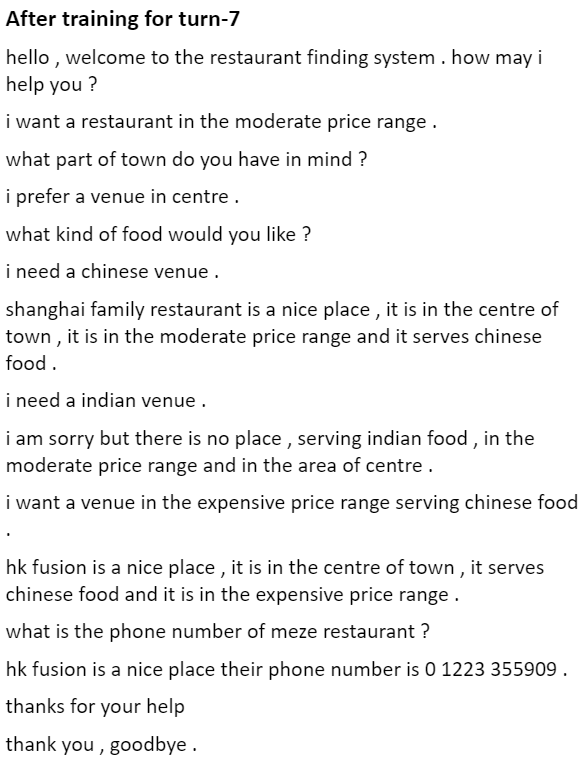 After training for turn-7
hello , welcome to the restaurant finding system . how may i
help you ?
i want a restaurant in the moderate price range .
what part of town do you have in mind ?
i prefer a venue in centre .
what kind of food would you like ?
i need a chinese venue .
shanghai family restaurant is a nice place , it is in the centre of
town , it is in the moderate price range and it serves chinese
food .
i need a indian venue .
i am sorry but there is no place , serving indian food , in the
moderate price range and in the area of centre .
i want a venue in the expensive price range serving chinese food
.
hk fusion is a nice place , it is in the centre of town , it serves
chinese food and it is in the expensive price range .
what is the phone number of meze restaurant ?
hk fusion is a nice place their phone number is 0 1223 355909 .
thanks for your help
thank you , goodbye .